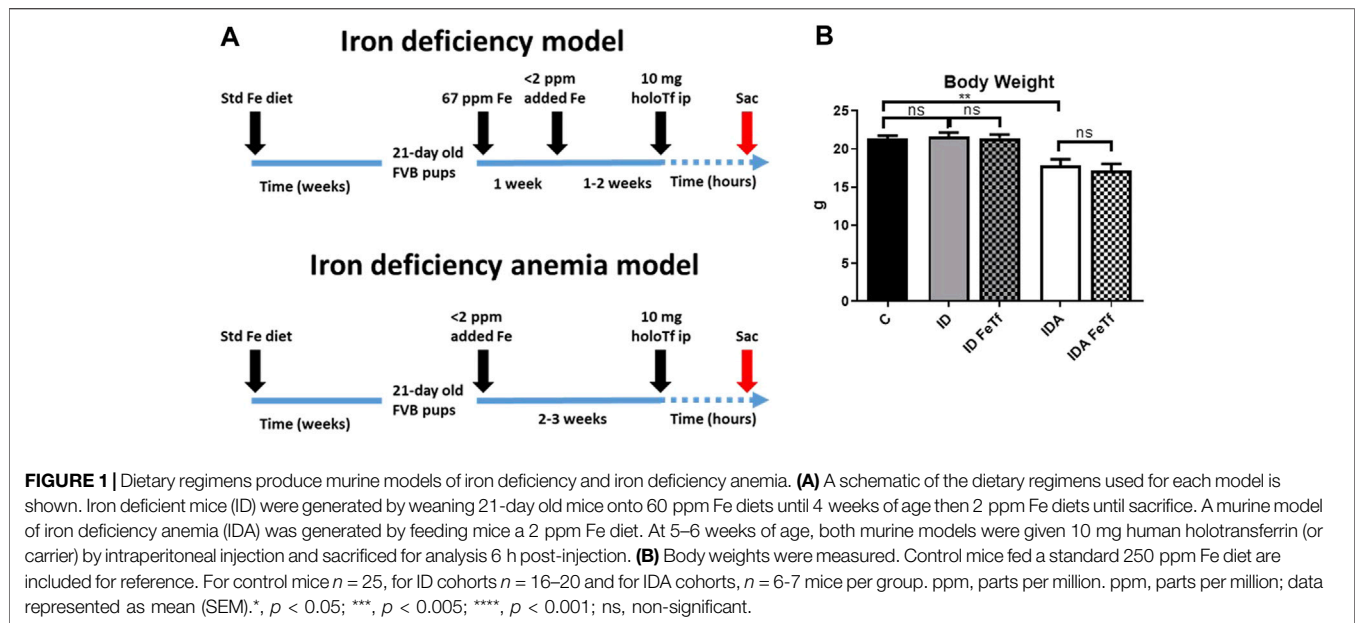 A
Iron deficiency model
Std Fe diet
67 ppm Fe
<2 ppm
added Fe
10 mg
holoTf ip
Sac
Time (weeks)
21-day old
FVB pups
1 week
1-2 weeks
Time (hours)
Iron deficiency anemia model
Std Fe diet
<2 ppm
added Fe
10 mg
holoTf ip
Sac
Time (weeks)
21-day old
FVB pups
2-3 weeks
Time (hours)
B
Body Weight
**
ns
ns
ns
25
20
15
10
5
0
g
C
ID
ID FeTf
IDA
IDA FeTf
FIGURE 1 | Dietary regimens produce murine models of iron deficiency and iron deficiency anemia. (A) A schematic of the dietary regimens used for each model is
shown. Iron deficient mice (ID) were generated by weaning 21-day old mice onto 60 ppm Fe diets until 4 weeks of age then 2 ppm Fe diets until sacrifice. A murine model
of iron deficiency anemia (IDA) was generated by feeding mice a 2 ppm Fe diet. At 5–6 weeks of age, both murine models were given 10 mg human holotransferrin (or
carrier) by intraperitoneal injection and sacrificed for analysis 6 h post-injection. (B) Body weights were measured. Control mice fed a standard 250 ppm Fe diet are
included for reference. For control mice n = 25, for ID cohorts n = 16–20 and for IDA cohorts, n = 6-7 mice per group. ppm, parts per million. ppm, parts per million; data
represented as mean (SEM).*, p < 0.05; ***, p < 0.005; ****, p < 0.001; ns, non-significant.